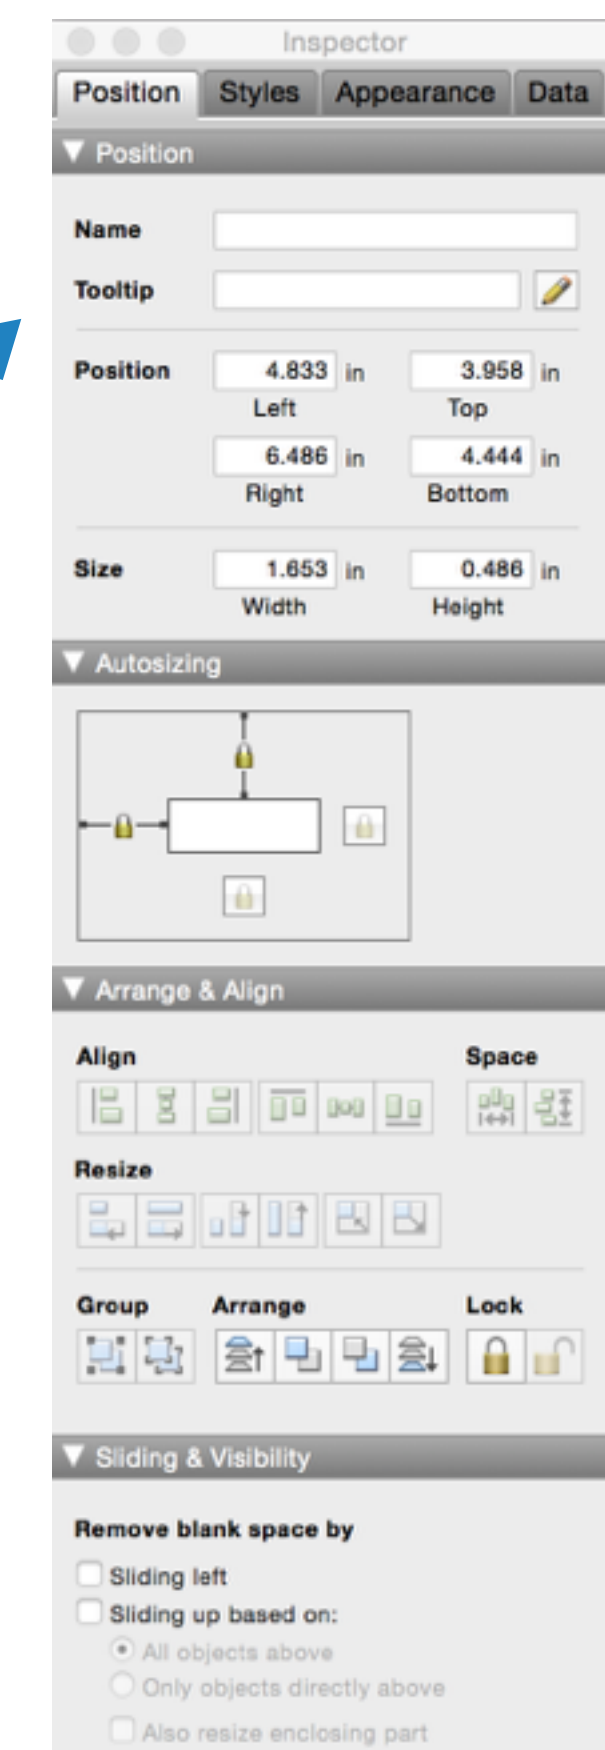 Inspector
Position Styles Appearance Data
Position
Name
Tooltip
Position 4.833 in 3.958 in
Left Top
6.486 in 4.444 in
Right Bottom
Size 1.653 in 0.486 in
Width Height
Autosizing
Arrange & Align
Align Space
Resize
Group Arrange Lock
Sliding & Visibility
Remove blank space by
Sliding left
Sliding up based on:
All objects above
Only objects directly above
Also resize enclosing part